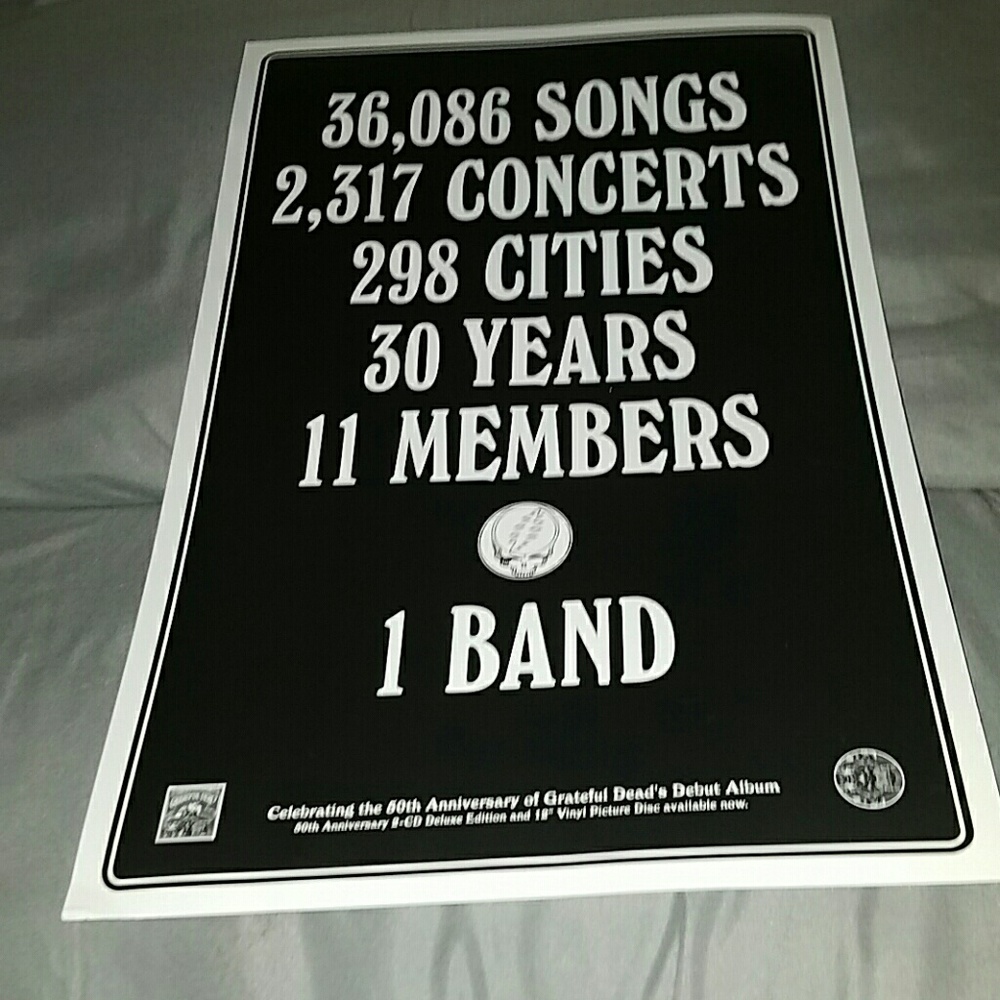 36,086 SONGS
2,317 CONCERTS
298 CITIES
30 YEARS
11 MEMBERS
1 BAND
Celebrating the 50th Anniversary of Grateful Dead's Debut Album
50th Anniversary 2-CD Deluxe Edition and 12" Vinyl Picture Disc available now.